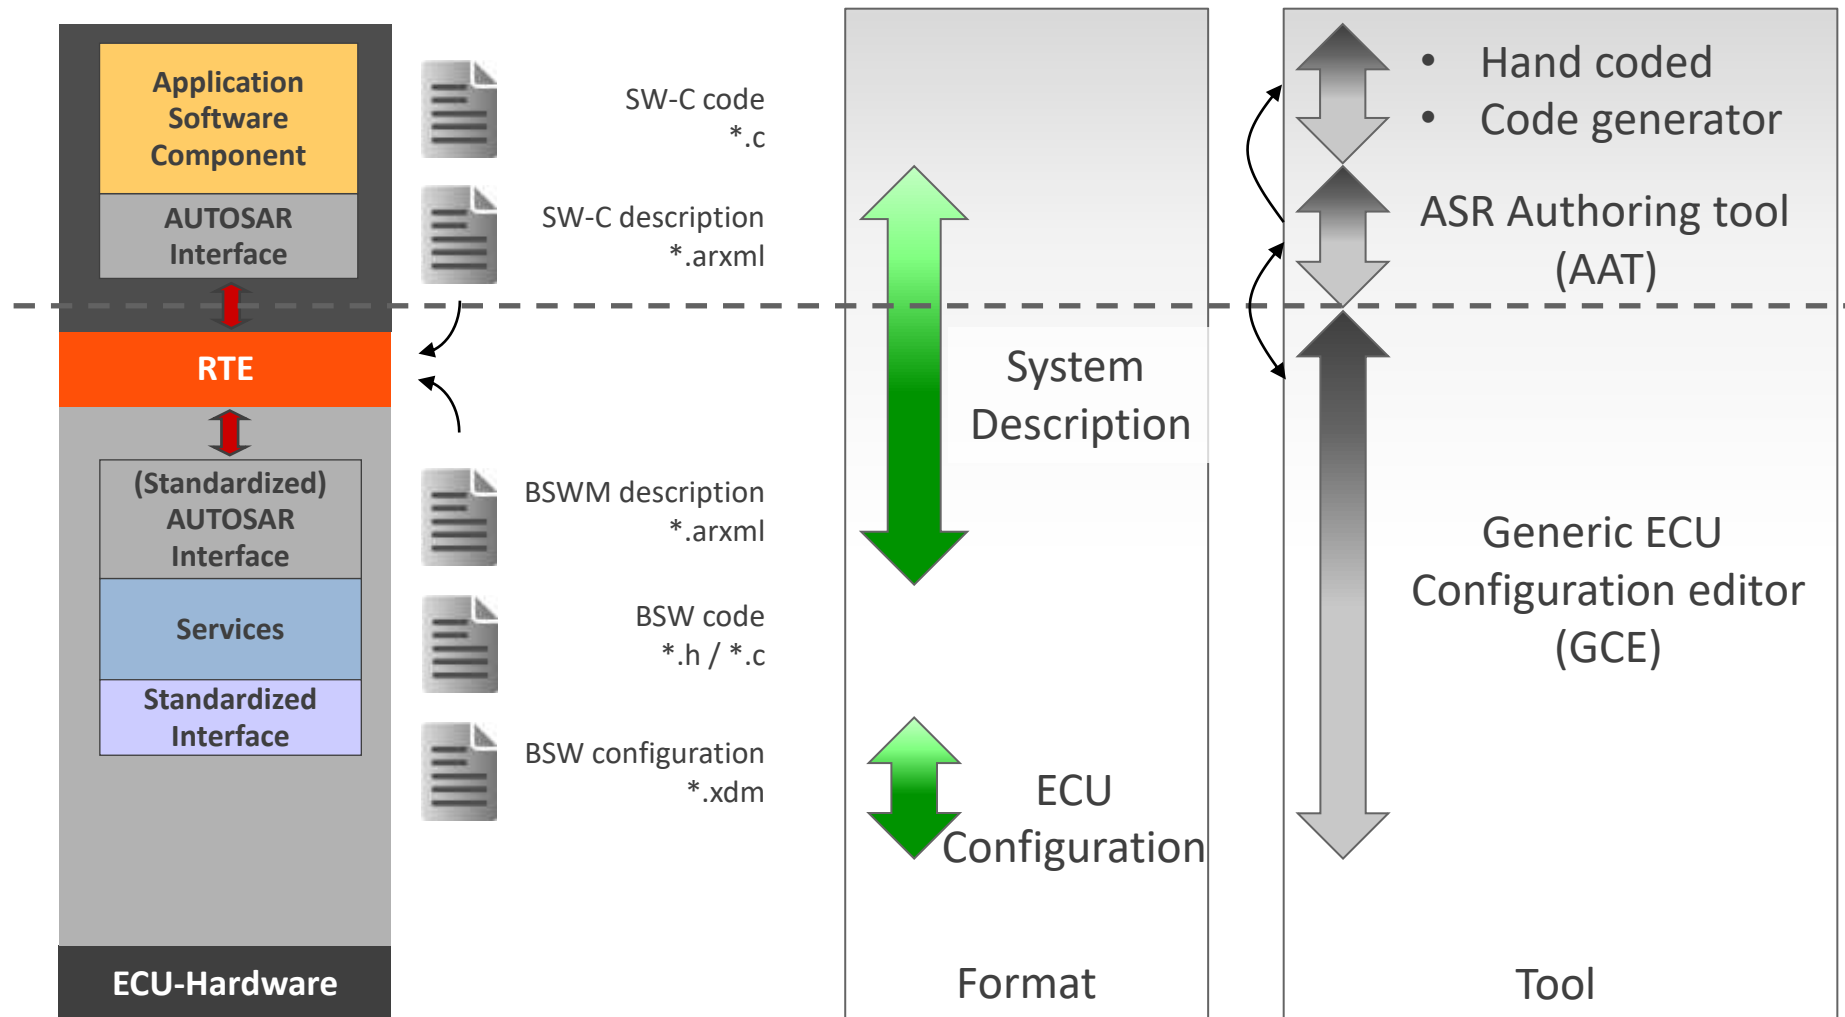 Application
Software
Component
AUTOSAR
Interface
RTE
(Standardized)
AUTOSAR
Interface
Services
Standardized
Interface
ECU-Hardware
SW-C code
*.c
SW-C description
*.arxml
BSWM description
*.arxml
BSW code
*.h / *.c
BSW configuration
*.xdm
System
Description
ECU
Configuration
Format
• Hand coded
• Code generator
ASR Authoring tool
(AAT)
Generic ECU
Configuration editor
(GCE)
Tool